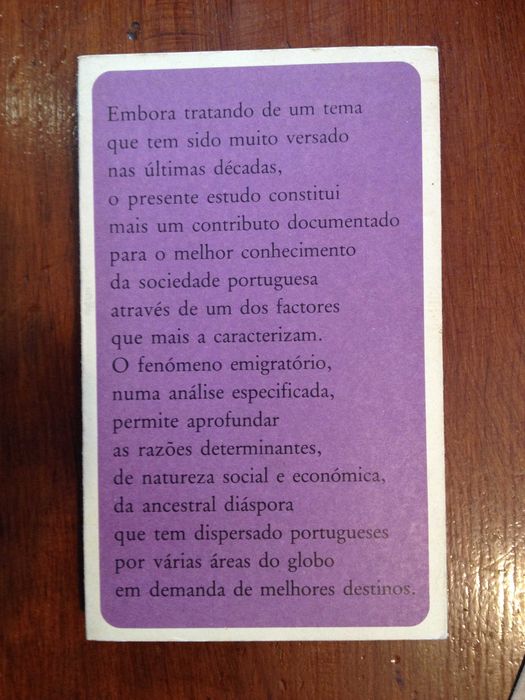 Embora tratando de um tema
que tem sido muito versado
nas últimas décadas,
o presente estudo constitui
mais um contributo documentado
para o melhor conhecimento
da sociedade portuguesa
através de um dos factores
que mais a caracterizam.
O fenómeno emigratório,
numa análise especificada,
permite aprofundar
as razões determinantes,
de natureza social e económica,
da ancestral diáspora
que tem dispersado portugueses
por várias áreas do globo
em demanda de melhores destinos.